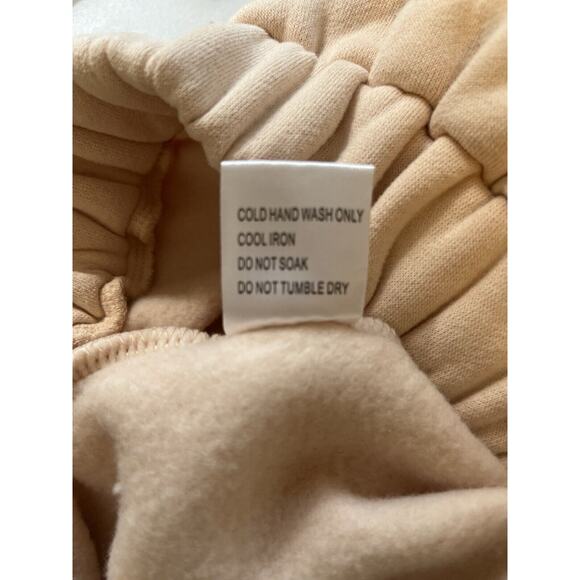 COLD HAND WASH ONLY
COOL IRON
DO NOT SOAK
DO NOT TUMBLE DRY